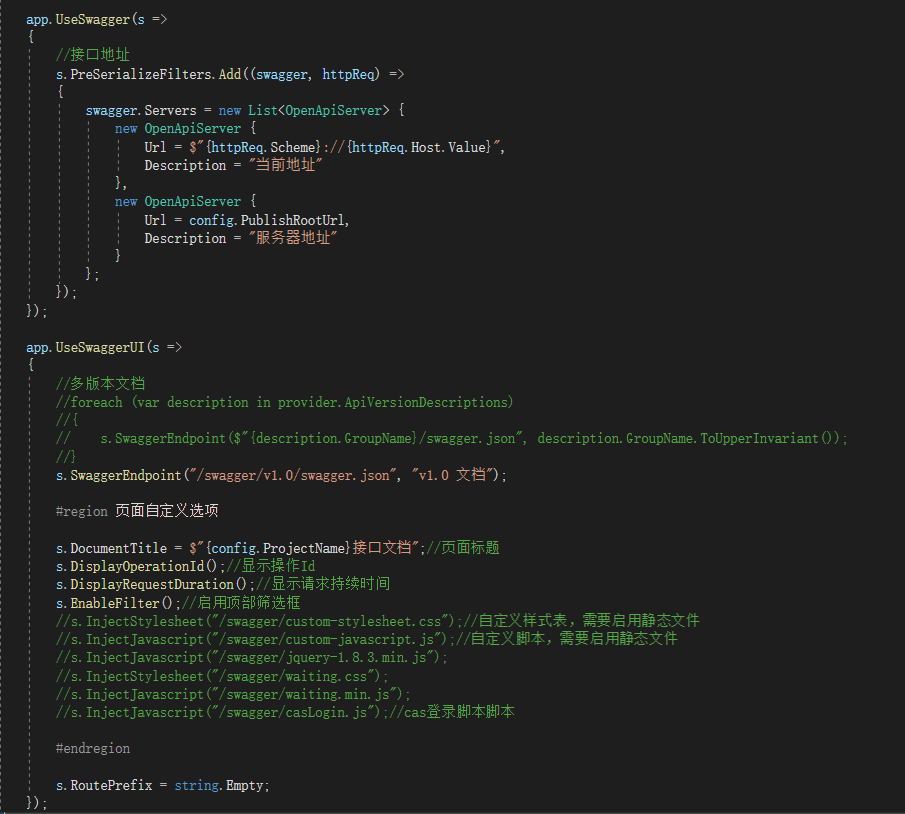 app.UseSwagger(s =>
{
//接口地址
s.PreSerializeFilters.Add((swagger, httpReq) =>
{
swagger.Servers = new List<OpenApiServer> {
new OpenApiServer {
Url = $"{httpReq.Scheme}://{httpReq.Host.Value}",
Description = "当前地址"
},
new OpenApiServer {
Url = config.PublishRootUrl,
Description = "服务器地址"
}
};
});
});
app.UseSwaggerUI(s =>
{
//多版本文档
//foreach (var description in provider.ApiVersionDescriptions)
//{
//    s.SwaggerEndpoint($"{description.GroupName}/swagger.json", description.GroupName.ToUpperInvariant());
//}
s.SwaggerEndpoint("/swagger/v1.0/swagger.json", "v1.0 文档");
#region 页面自定义选项
s.DocumentTitle = $"{config.ProjectName}接口文档";//页面标题
s.DisplayOperationId();//显示操作Id
s.DisplayRequestDuration();//显示请求持续时间
s.EnableFilter();//启用顶部筛选框
//s.InjectStylesheet("/swagger/custom-stylesheet.css");//自定义样式表，需要启用静态文件
//s.InjectJavascript("/swagger/custom-javascript.js");//自定义脚本，需要启用静态文件
//s.InjectJavascript("/swagger/jquery-1.8.3.min.js");
//s.InjectStylesheet("/swagger/waiting.css");
//s.InjectJavascript("/swagger/waiting.min.js");
//s.InjectJavascript("/swagger/casLogin.js");//cas登录脚本脚本
#endregion
s.RoutePrefix = string.Empty;
});